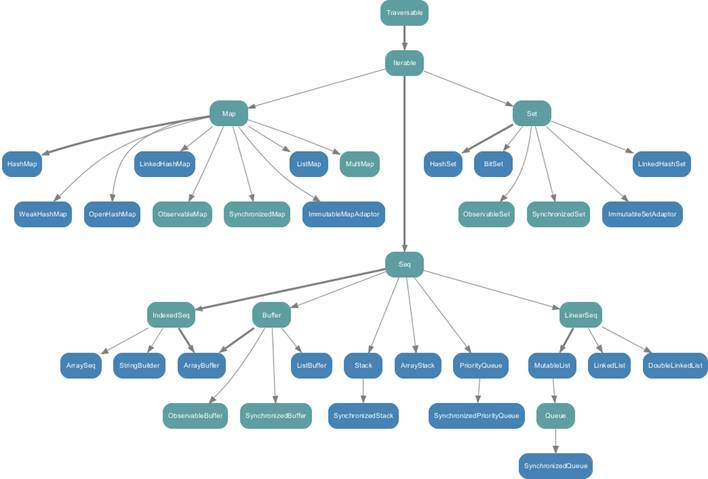 Traversable
Iterable
Map
Set
HashMap
LinkedHashMap
ListMap
MultiMap
HashSet
BitSet
LinkedHashSet
WeakHashMap
OpenHashMap
ObservableMap
SynchronizedMap
ImmutableMapAdaptor
ObservableSet
SynchronizedSet
ImmutableSetAdaptor
Seq
IndexedSeq
Buffer
LinearSeq
ArraySeq
StringBuilder
ArrayBuffer
ListBuffer
Stack
ArrayStack
PriorityQueue
MutableList
LinkedList
DoubleLinkedList
ObservableBuffer
SynchronizedBuffer
SynchronizedStack
SynchronizedPriorityQueue
Queue
SynchronizedQueue